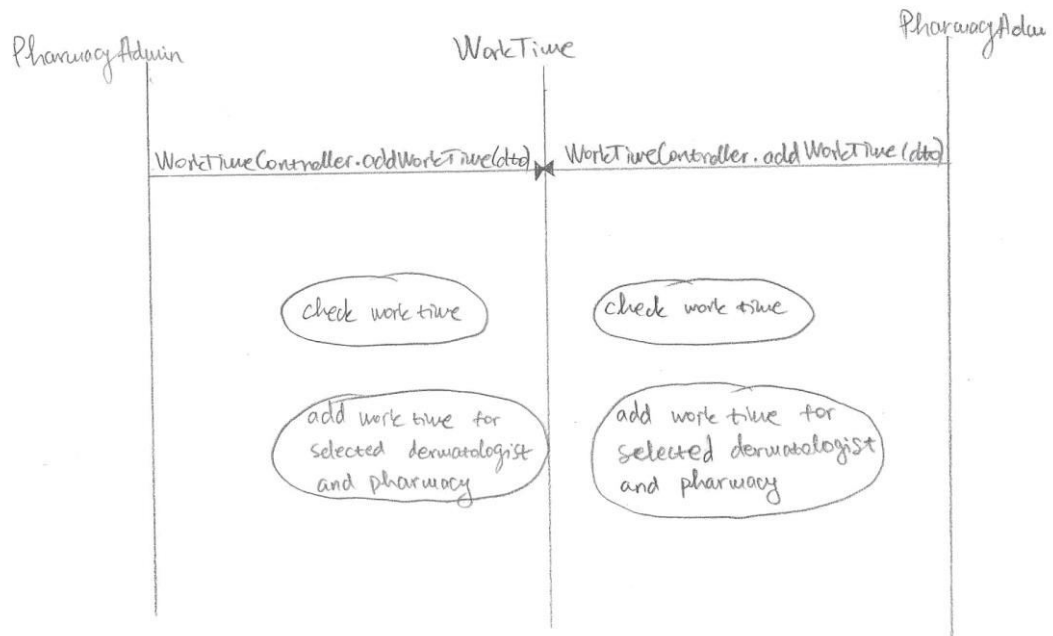 PharmacyAdmin
WorkTime
PharmacyAdm
WorkTimeController.addWorkTime(dto)
WorkTimeController.addWorkTime(dto)
check work time
check work time
add work time for
selected dermatologist
and pharmacy
add work time for
selected dermatologist
and pharmacy